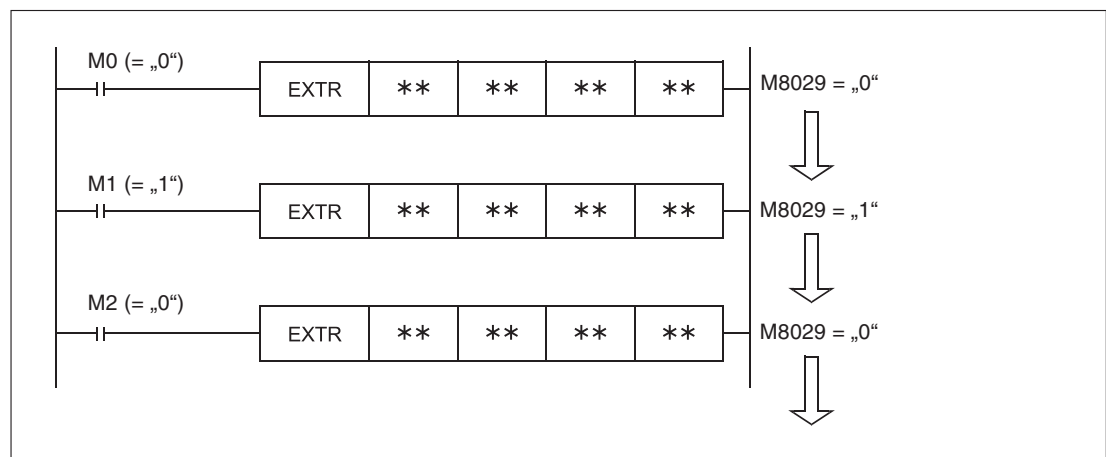 M0 (= „0“)
EXTR ** ** ** ** M8029 = „0“
M1 (= „1“)
EXTR ** ** ** ** M8029 = „1“
M2 (= „0“)
EXTR ** ** ** ** M8029 = „0“